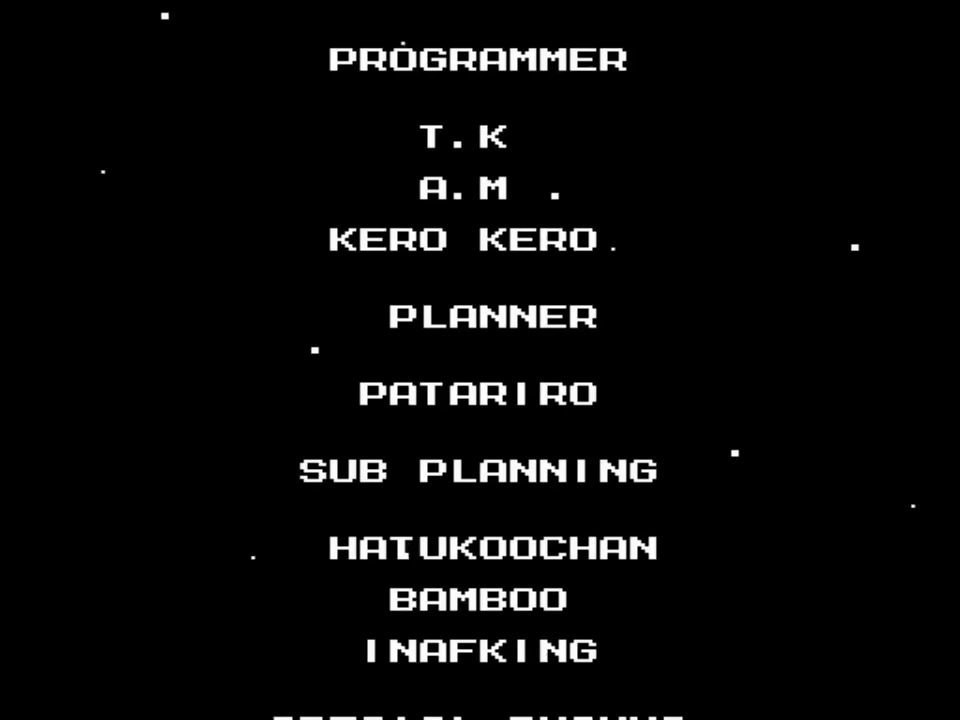 PROGRAMMER
T.K
A.M
KERO KERO
PLANNER
PATARIRO
SUB PLANNING
HATUKOOCHAN
BAMBOO
INAFKING